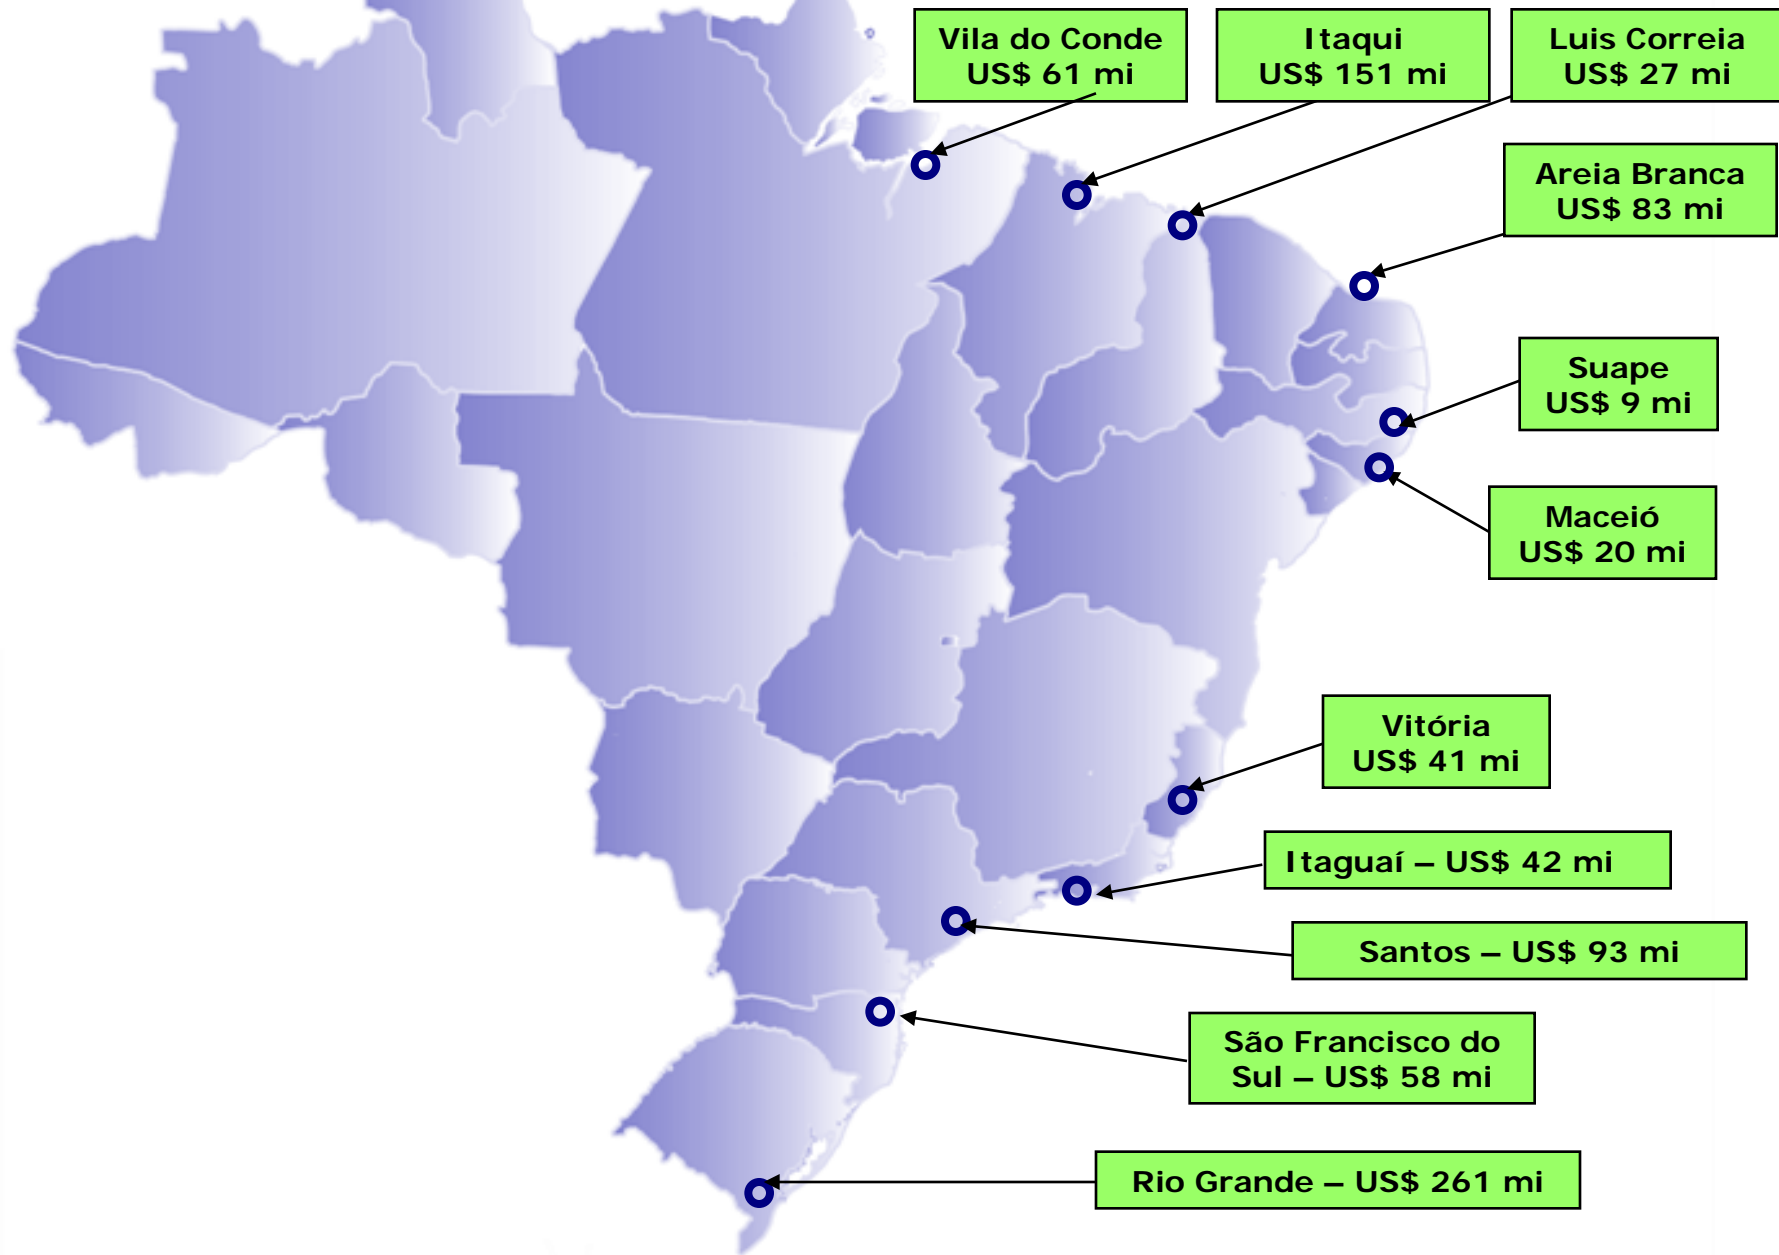 Vila do Conde
US$ 61 mi
Itaqui
US$ 151 mi
Luis Correia
US$ 27 mi
Areia Branca
US$ 83 mi
Suape
US$ 9 mi
Maceió
US$ 20 mi
Vitória
US$ 41 mi
Itaguaí – US$ 42 mi
Santos – US$ 93 mi
São Francisco do
Sul – US$ 58 mi
Rio Grande – US$ 261 mi